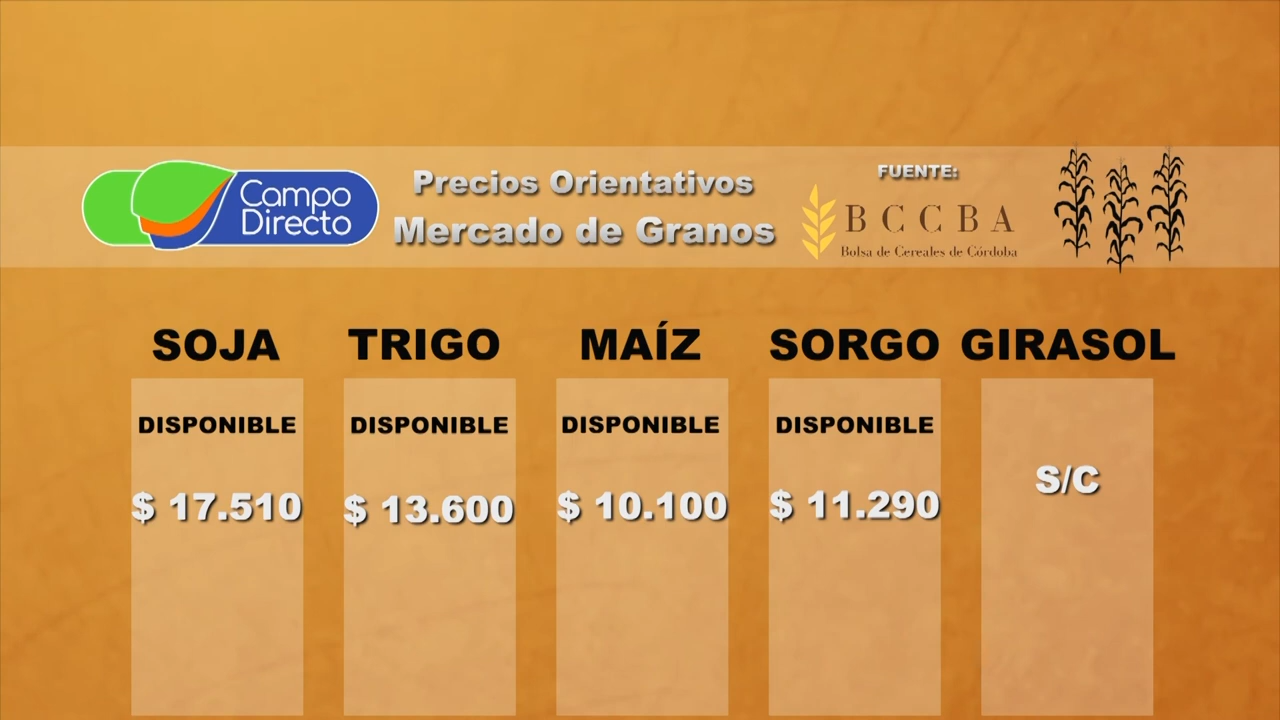 Campo
Directo
Precios Orientativos
Mercado de Granos
FUENTE:
BCCBA
Bolsa de Cereales de Córdoba
SOJA
DISPONIBLE
$ 17.510
TRIGO
DISPONIBLE
$ 13.600
MAÍZ
DISPONIBLE
$ 10.100
SORGO
DISPONIBLE
$ 11.290
GIRASOL
S/C